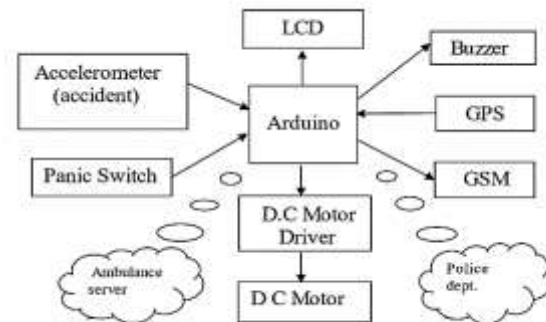 LCD
Buzzer
Accelerometer
(accident)
Arduino
GPS
Panic Switch
GSM
D.C Motor
Driver
Ambulance
server
Police
dept.
D C Motor